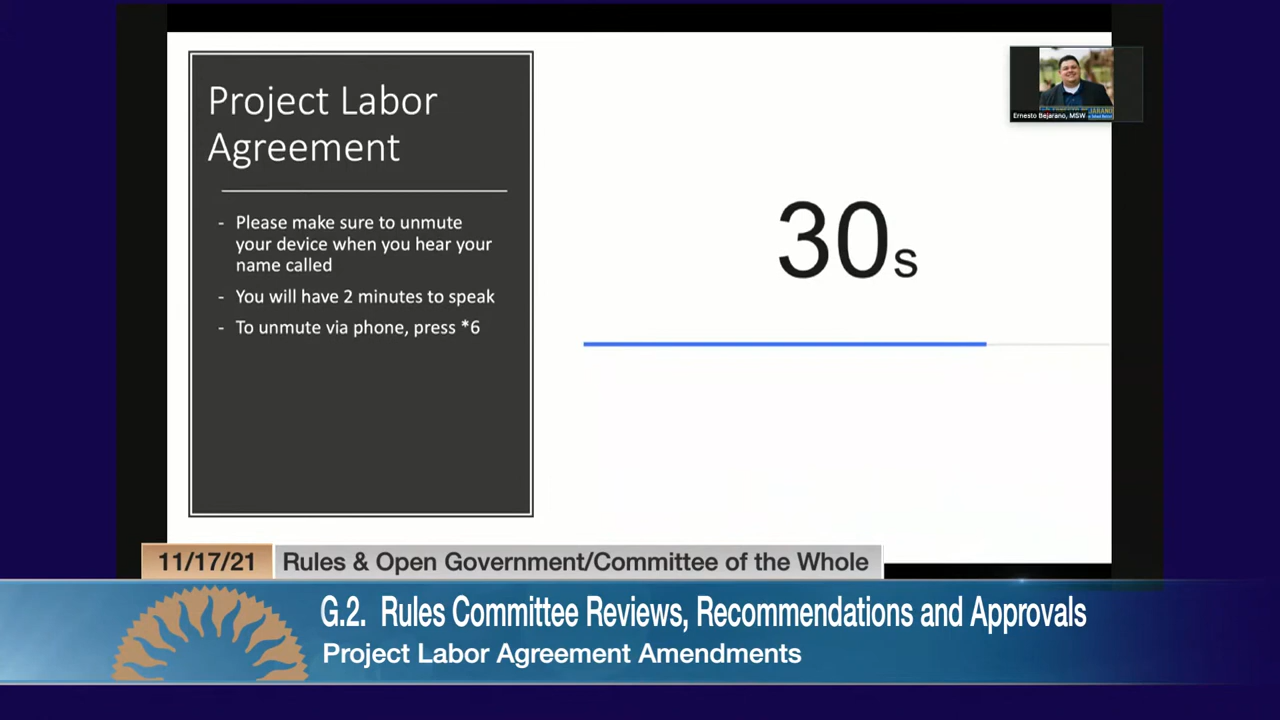 Project Labor
Agreement
- Please make sure to unmute
your device when you hear your
name called
- You will have 2 minutes to speak
- To unmute via phone, press *6
30s
Ernesto Bejarano, MSW
11/17/21
Rules & Open Government/Committee of the Whole
G.2. Rules Committee Reviews, Recommendations and Approvals
Project Labor Agreement Amendments